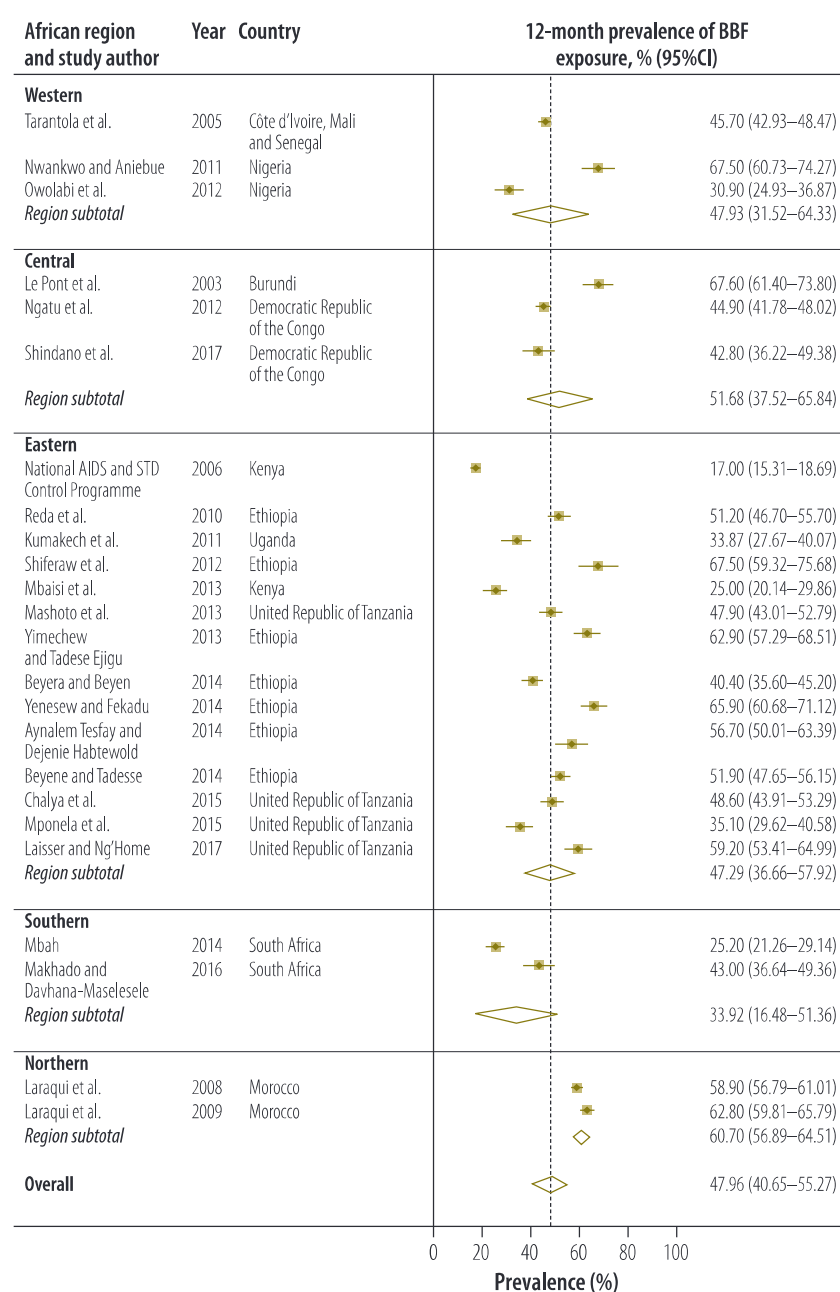 African region and study author Year Country 12-month prevalence of BBF exposure, % (95%CI)
Western
Tarantola et al. 2005 Côte d'Ivoire, Mali and Senegal 45.70 (42.93–48.47)
Nwankwo and Aniebue 2011 Nigeria 67.50 (60.73–74.27)
Owolabi et al. 2012 Nigeria 30.90 (24.93–36.87)
Region subtotal 47.93 (31.52–64.33)
Central
Le Pont et al. 2003 Burundi 67.60 (61.40–73.80)
Ngatu et al. 2012 Democratic Republic of the Congo 44.90 (41.78–48.02)
Shindano et al. 2017 Democratic Republic of the Congo 42.80 (36.22–49.38)
Region subtotal 51.68 (37.52–65.84)
Eastern
National AIDS and STD Control Programme 2006 Kenya 17.00 (15.31–18.69)
Reda et al. 2010 Ethiopia 51.20 (46.70–55.70)
Kumakech et al. 2011 Uganda 33.87 (27.67–40.07)
Shiferaw et al. 2012 Ethiopia 67.50 (59.32–75.68)
Mbaisi et al. 2013 Kenya 25.00 (20.14–29.86)
Mashoto et al. 2013 United Republic of Tanzania 47.90 (43.01–52.79)
Yimechew and Tadese Ejigu 2013 Ethiopia 62.90 (57.29–68.51)
Beyera and Beyen 2014 Ethiopia 40.40 (35.60–45.20)
Yenesew and Fekadu 2014 Ethiopia 65.90 (60.68–71.12)
Aynalem Tesfay and Dejenie Habtewold 2014 Ethiopia 56.70 (50.01–63.39)
Beyene and Tadesse 2014 Ethiopia 51.90 (47.65–56.15)
Chalya et al. 2015 United Republic of Tanzania 48.60 (43.91–53.29)
Mponela et al. 2015 United Republic of Tanzania 35.10 (29.62–40.58)
Laisser and Ng'Home 2017 United Republic of Tanzania 59.20 (53.41–64.99)
Region subtotal 47.29 (36.66–57.92)
Southern
Mbah 2014 South Africa 25.20 (21.26–29.14)
Makhado and Davhana-Maselesele 2016 South Africa 43.00 (36.64–49.36)
Region subtotal 33.92 (16.48–51.36)
Northern
Laraqui et al. 2008 Morocco 58.90 (56.79–61.01)
Laraqui et al. 2009 Morocco 62.80 (59.81–65.79)
Region subtotal 60.70 (56.89–64.51)
Overall 47.96 (40.65–55.27)
0 20 40 60 80 100
Prevalence (%)